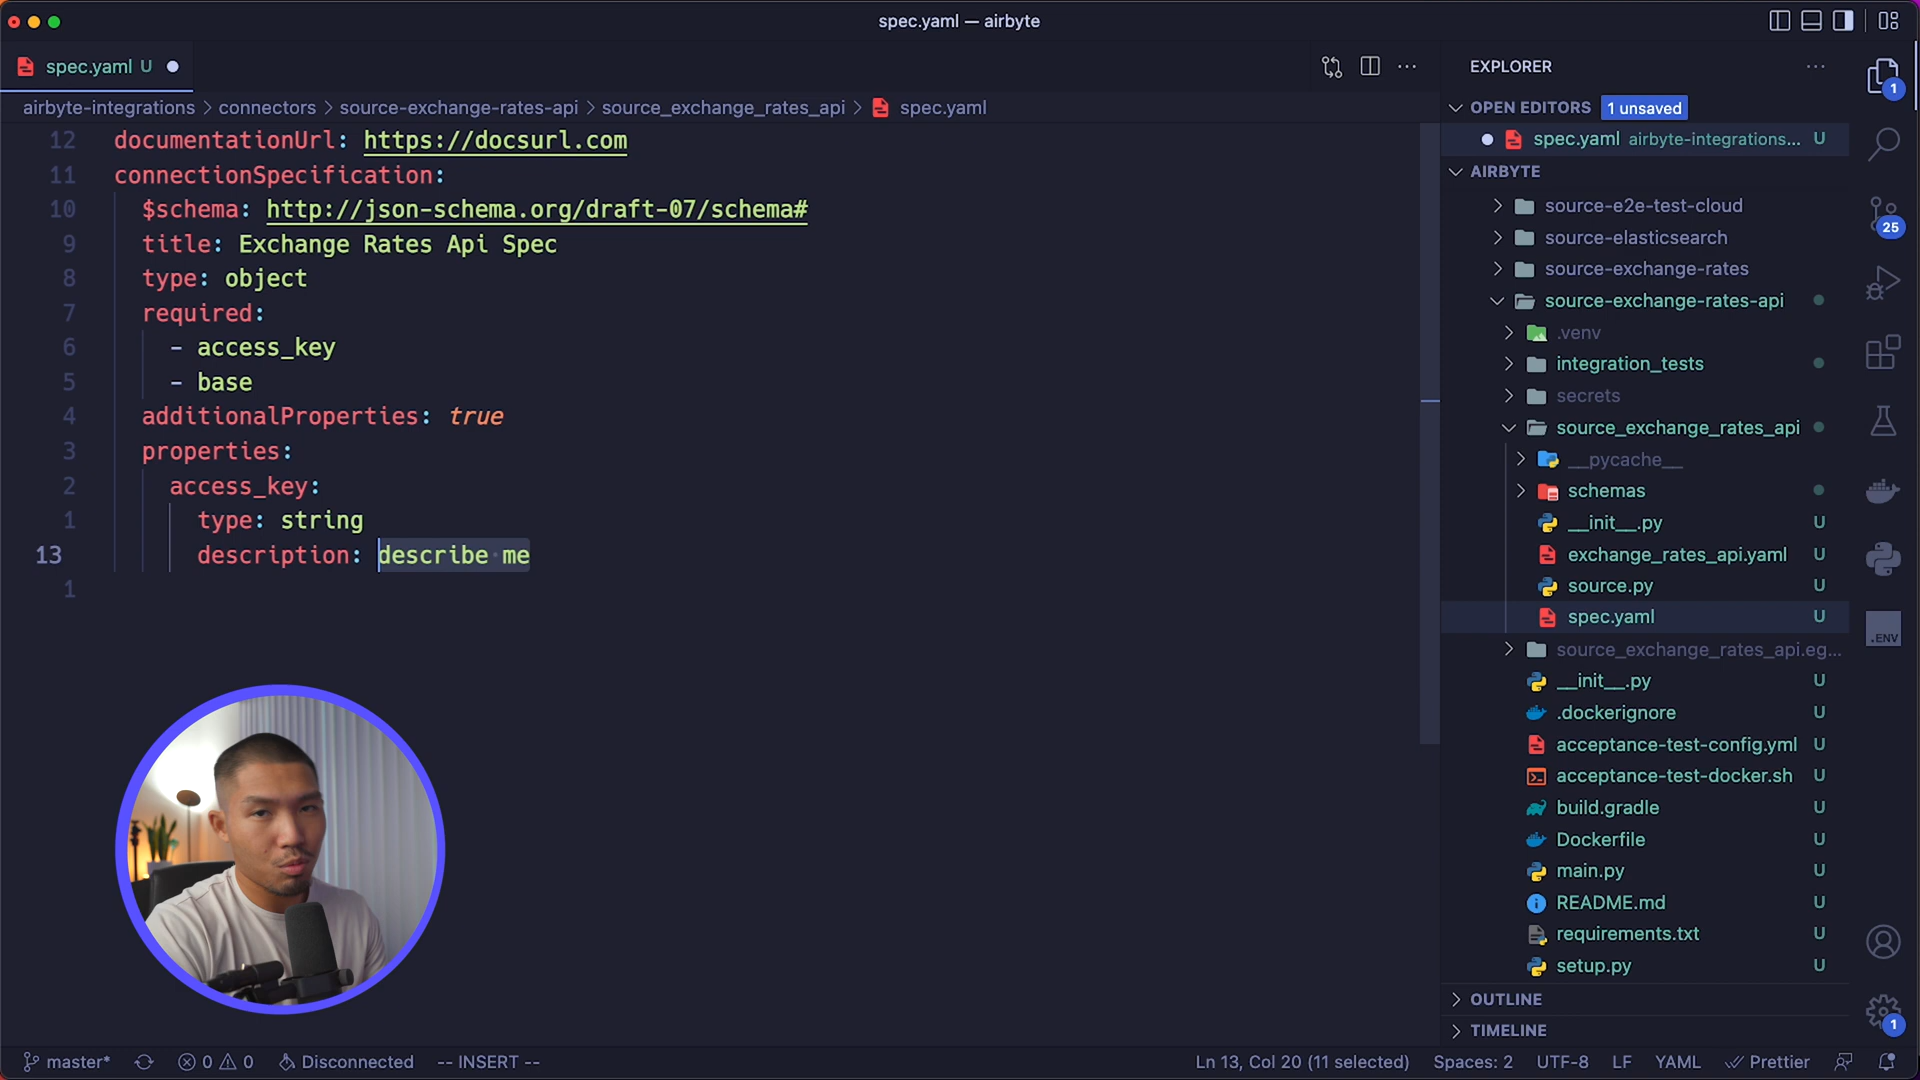 spec.yaml — airbyte
spec.yaml U
airbyte-integrations > connectors > source-exchange-rates-api > source_exchange_rates_api > spec.yaml
12 documentationUrl: https://docsurl.com
11 connectionSpecification:
10 $schema: http://json-schema.org/draft-07/schema#
9 title: Exchange Rates Api Spec
8 type: object
7 required:
6 - access_key
5 - base
4 additionalProperties: true
3 properties:
2 access_key:
1 type: string
13 description: describe me
1
EXPLORER
OPEN EDITORS 1 unsaved
spec.yaml airbyte-integrations... U
AIRBYTE
source-e2e-test-cloud
source-elasticsearch
source-exchange-rates
source-exchange-rates-api
.venv
integration_tests
secrets
source_exchange_rates_api
__pycache__
schemas
__init__.py U
exchange_rates_api.yaml U
source.py U
spec.yaml U
source_exchange_rates_api.eg...
__init__.py U
.dockerignore U
acceptance-test-config.yml U
acceptance-test-docker.sh U
build.gradle U
Dockerfile U
main.py U
README.md U
requirements.txt U
setup.py U
OUTLINE
TIMELINE
1
25
.ENV
1
master* 0 0 Disconnected -- INSERT -- Ln 13, Col 20 (11 selected) Spaces: 2 UTF-8 LF YAML Prettier